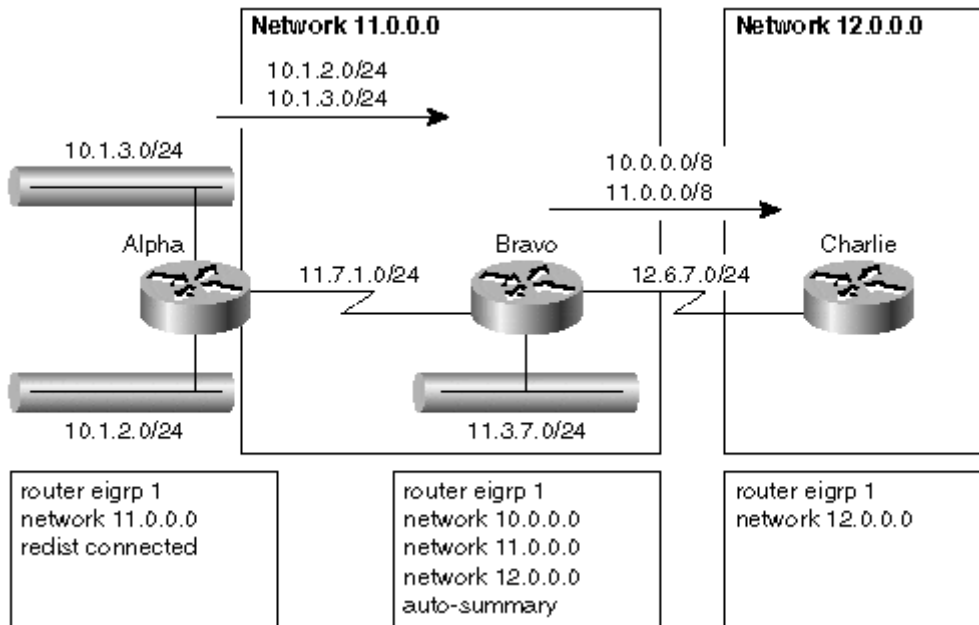 Network 11.0.0.0
Network 12.0.0.0
10.1.2.0/24
10.1.3.0/24
10.1.3.0/24
10.0.0.0/8
11.0.0.0/8
Alpha
Bravo
Charlie
11.7.1.0/24
12.6.7.0/24
10.1.2.0/24
11.3.7.0/24
router eigrp 1
network 11.0.0.0
redist connected
router eigrp 1
network 10.0.0.0
network 11.0.0.0
network 12.0.0.0
auto-summary
router eigrp 1
network 12.0.0.0